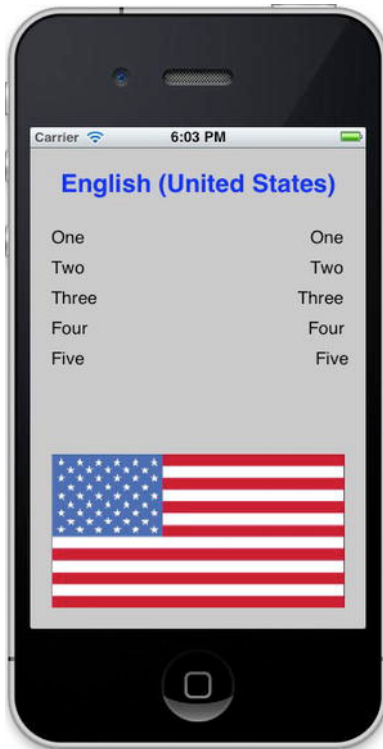 Carrier 6:03 PM
English (United States)
One One
Two Two
Three Three
Four Four
Five Five